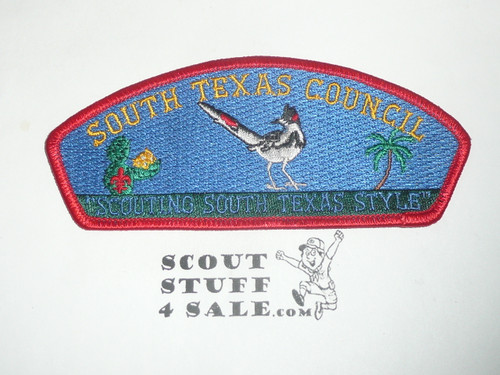 SOUTH TEXAS COUNCIL
"SCOUTING SOUTH TEXAS STYLE"
SCOUT
STUFF
4 SALE.COM